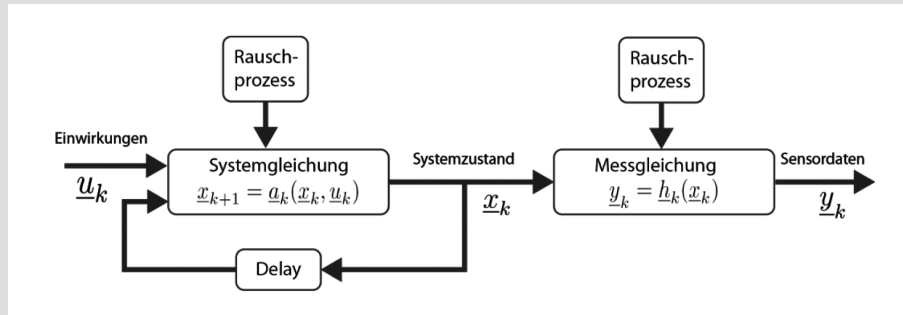 Rausch-
prozess
Rausch-
prozess
Einwirkungen
u_k
Systemgleichung
x_{k+1} = a_k(x_k, u_k)
Systemzustand
x_k
Messgleichung
y_k = h_k(x_k)
Sensordaten
y_k
Delay